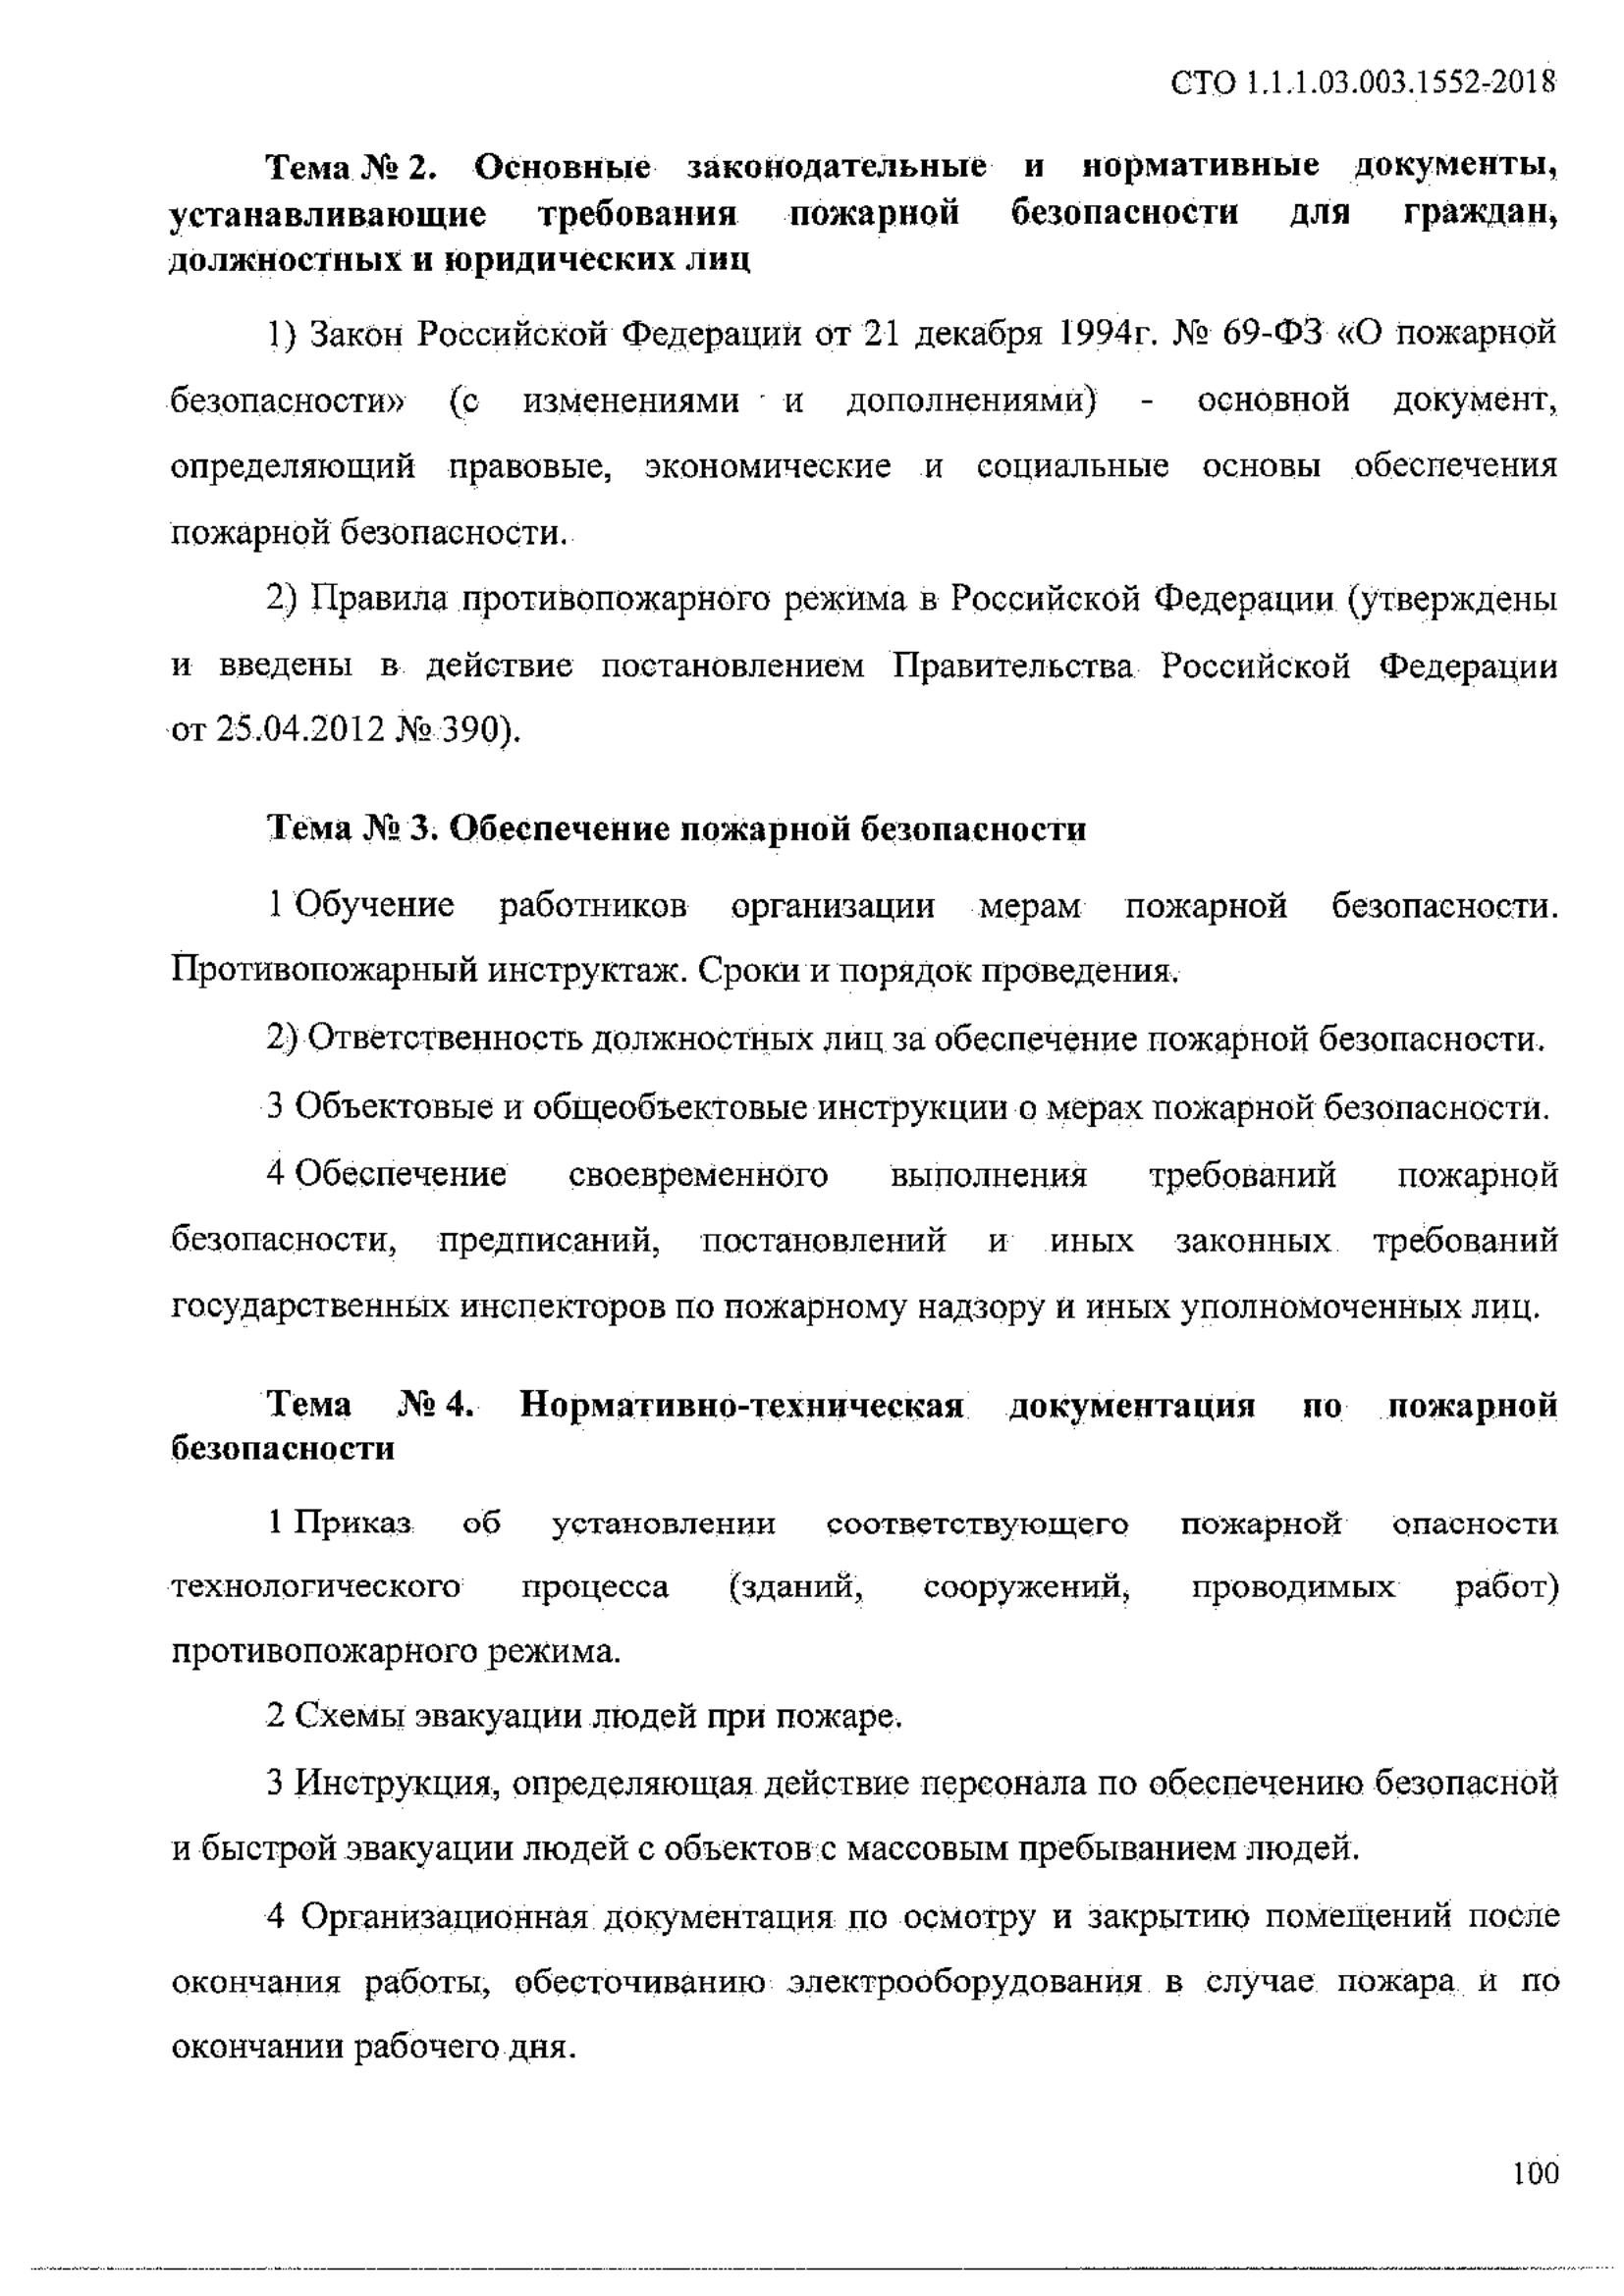 СТО 1.1.1.03.003.1552-2018
Тема № 2. Основные законодательные и нормативные документы,
устанавливающие требования пожарной безопасности для граждан,
должностных и юридических лиц
1) Закон Российской Федерации от 21 декабря 1994г. № 69-ФЗ «О пожарной
безопасности» (с изменениями и дополнениями) - основной документ,
определяющий правовые, экономические и социальные основы обеспечения
пожарной безопасности.
2) Правила противопожарного режима в Российской Федерации (утверждены
и введены в действие постановлением Правительства Российской Федерации
от 25.04.2012 № 390).
Тема № 3. Обеспечение пожарной безопасности
1 Обучение работников организации мерам пожарной безопасности.
Противопожарный инструктаж. Сроки и порядок проведения.
2) Ответственность должностных лиц за обеспечение пожарной безопасности.
3 Объектовые и общеобъектовые инструкции о мерах пожарной безопасности.
4 Обеспечение своевременного выполнения требований пожарной
безопасности, предписаний, постановлений и иных законных требований
государственных инспекторов по пожарному надзору и иных уполномоченных лиц.
Тема № 4. Нормативно-техническая документация по пожарной
безопасности
1 Приказ об установлении соответствующего пожарной опасности
технологического процесса (зданий, сооружений, проводимых работ)
противопожарного режима.
2 Схемы эвакуации людей при пожаре.
3 Инструкция, определяющая действие персонала по обеспечению безопасной
и быстрой эвакуации людей с объектов с массовым пребыванием людей.
4 Организационная документация по осмотру и закрытию помещений после
окончания работы, обесточиванию электрооборудования в случае пожара и по
окончании рабочего дня.
100